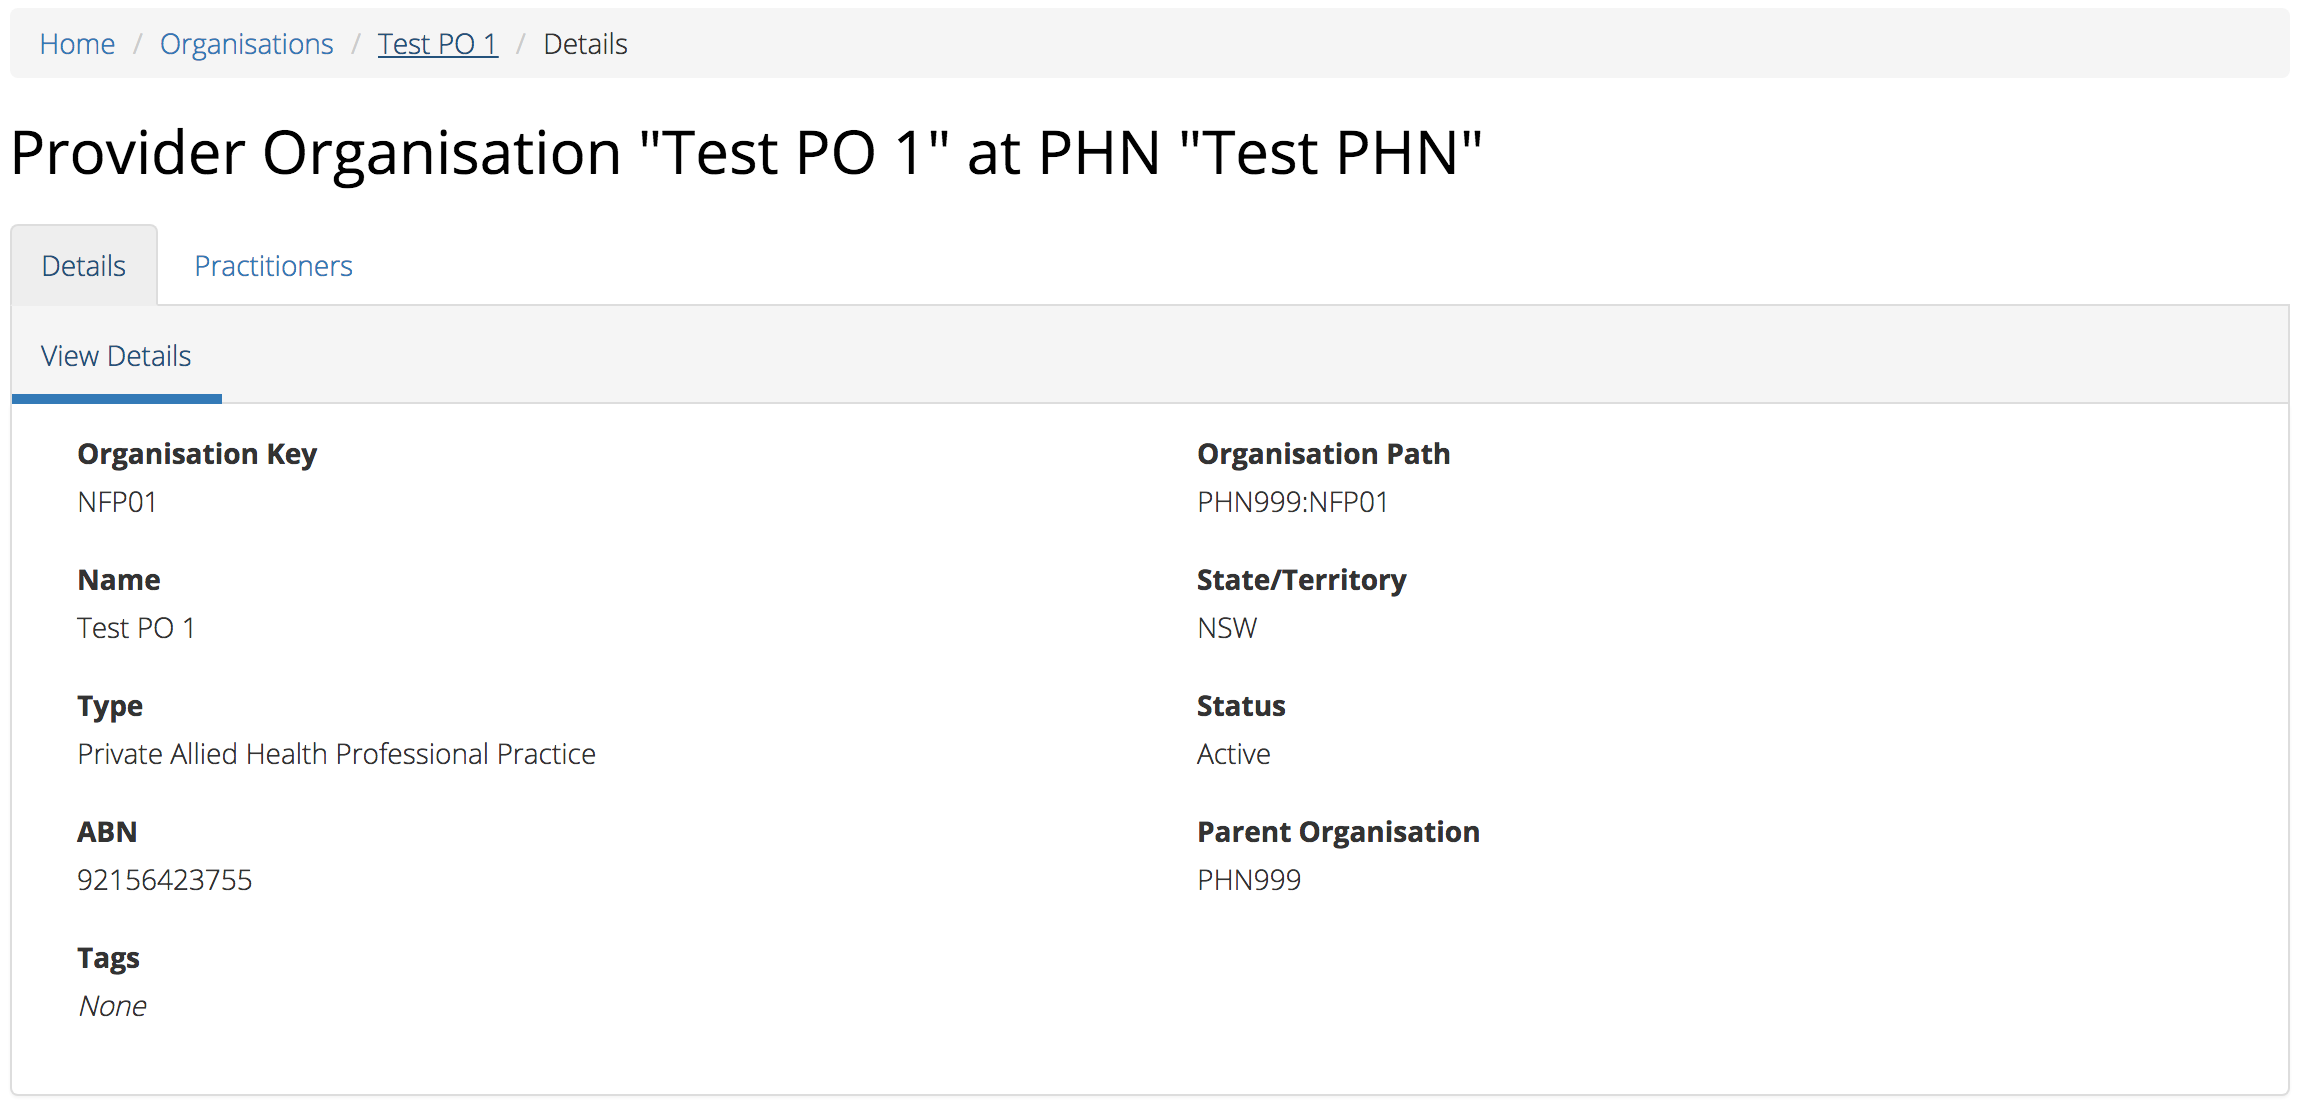 Home / Organisations / Test PO 1 / Details
Provider Organisation "Test PO 1" at PHN "Test PHN"
Details Practitioners
View Details
Organisation Key Organisation Path
NFP01 PHN999:NFP01
Name State/Territory
Test PO 1 NSW
Type Status
Private Allied Health Professional Practice Active
ABN Parent Organisation
92156423755 PHN999
Tags
None